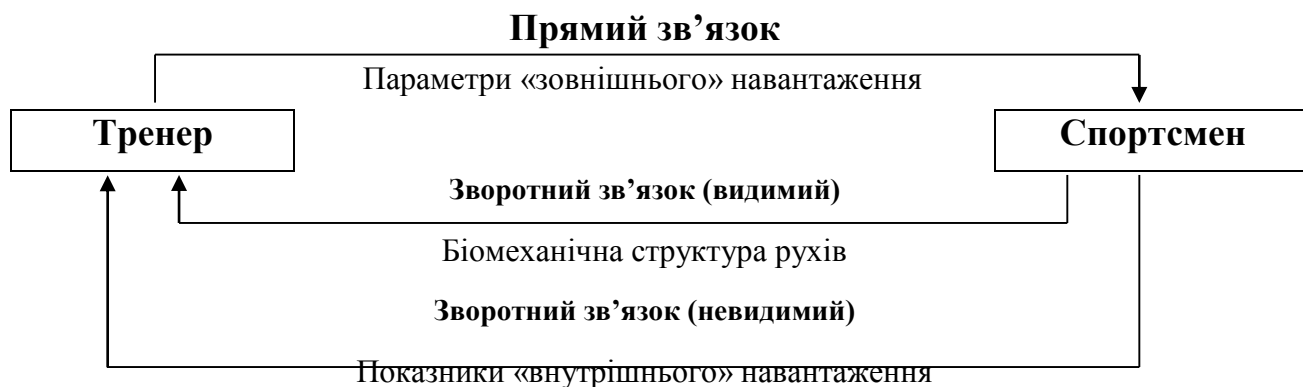 Прямий зв’язок
Параметри «зовнішнього» навантаження
Тренер
Спортсмен
Зворотний зв’язок (видимий)
Біомеханічна структура рухів
Зворотний зв’язок (невидимий)
Показники «внутрішнього» навантаження